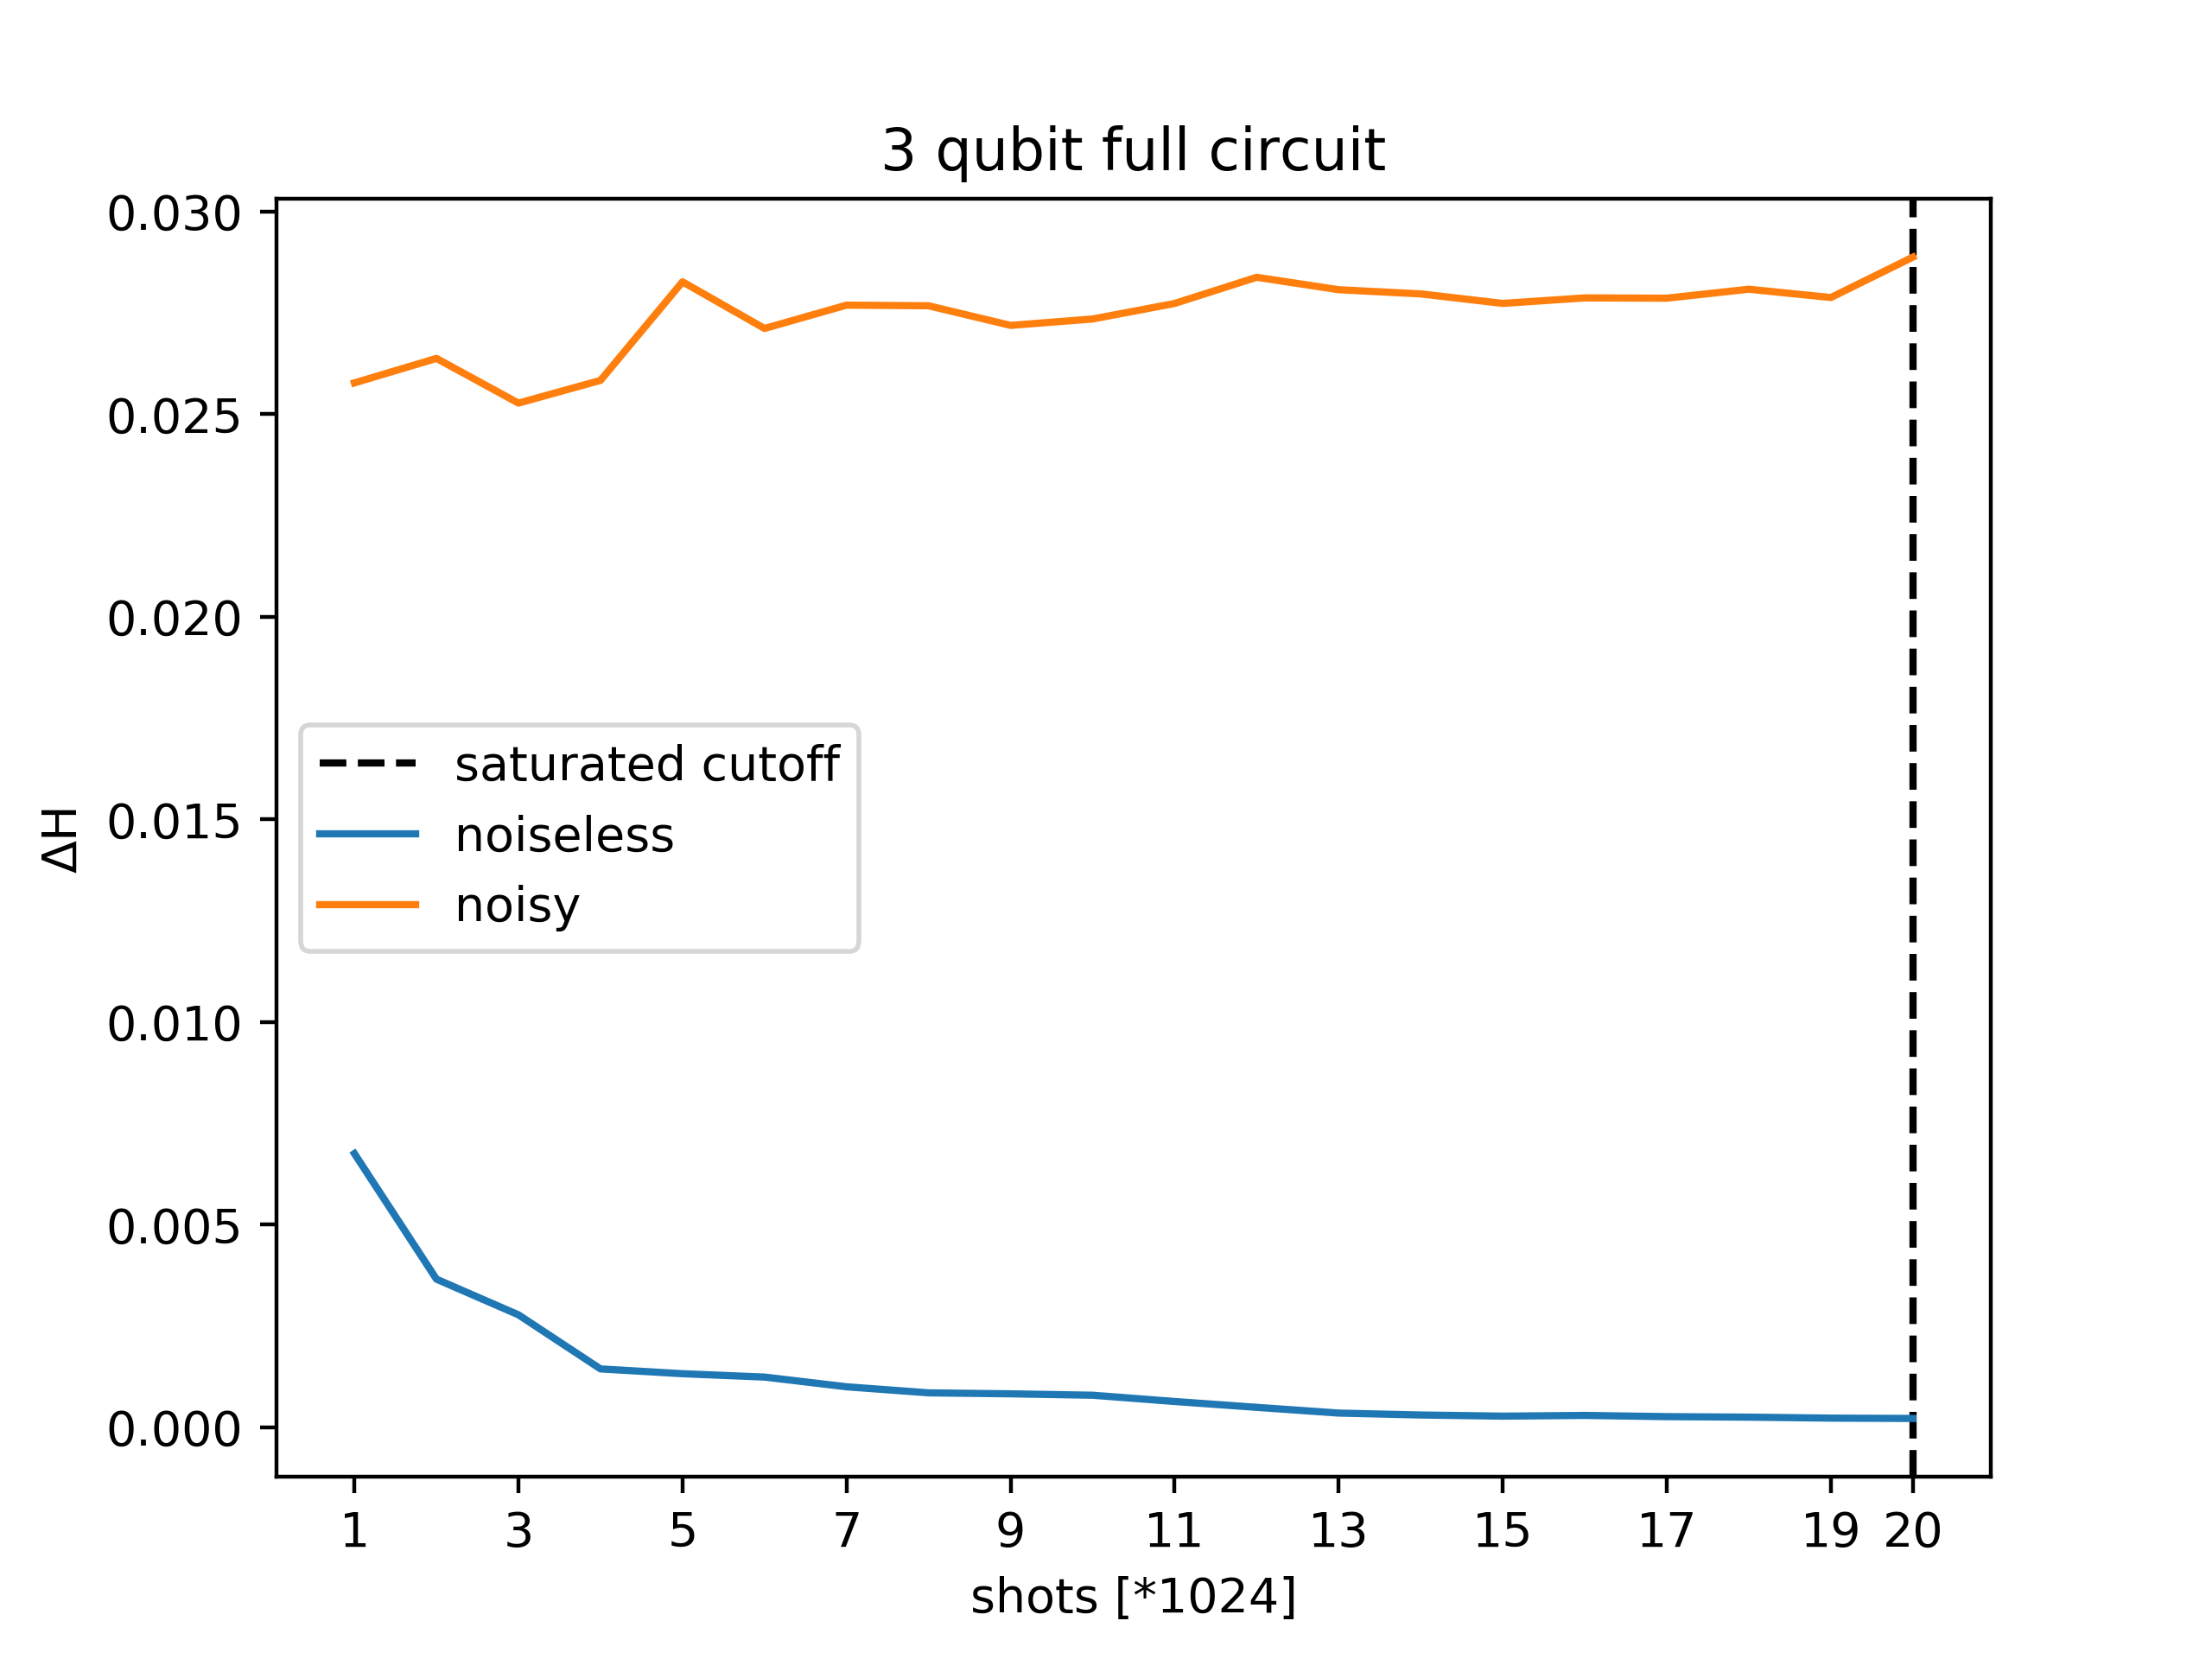 3 qubit full circuit
0.030
0.025
0.020
0.015
0.010
0.005
0.000
ΔH
saturated cutoff
noiseless
noisy
1 3 5 7 9 11 13 15 17 19 20
shots [*1024]